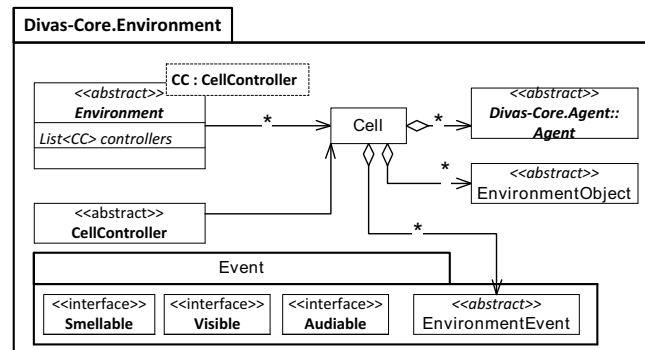 Divas-Core.Environment
CC : CellController
<<abstract>>
Environment
List<CC> controllers
*
Cell
*
<<abstract>>
Divas-Core.Agent::
Agent
*
<<abstract>>
EnvironmentObject
<<abstract>>
CellController
*
Event
<<interface>>
Smellable
<<interface>>
Visible
<<interface>>
Audiable
<<abstract>>
EnvironmentEvent